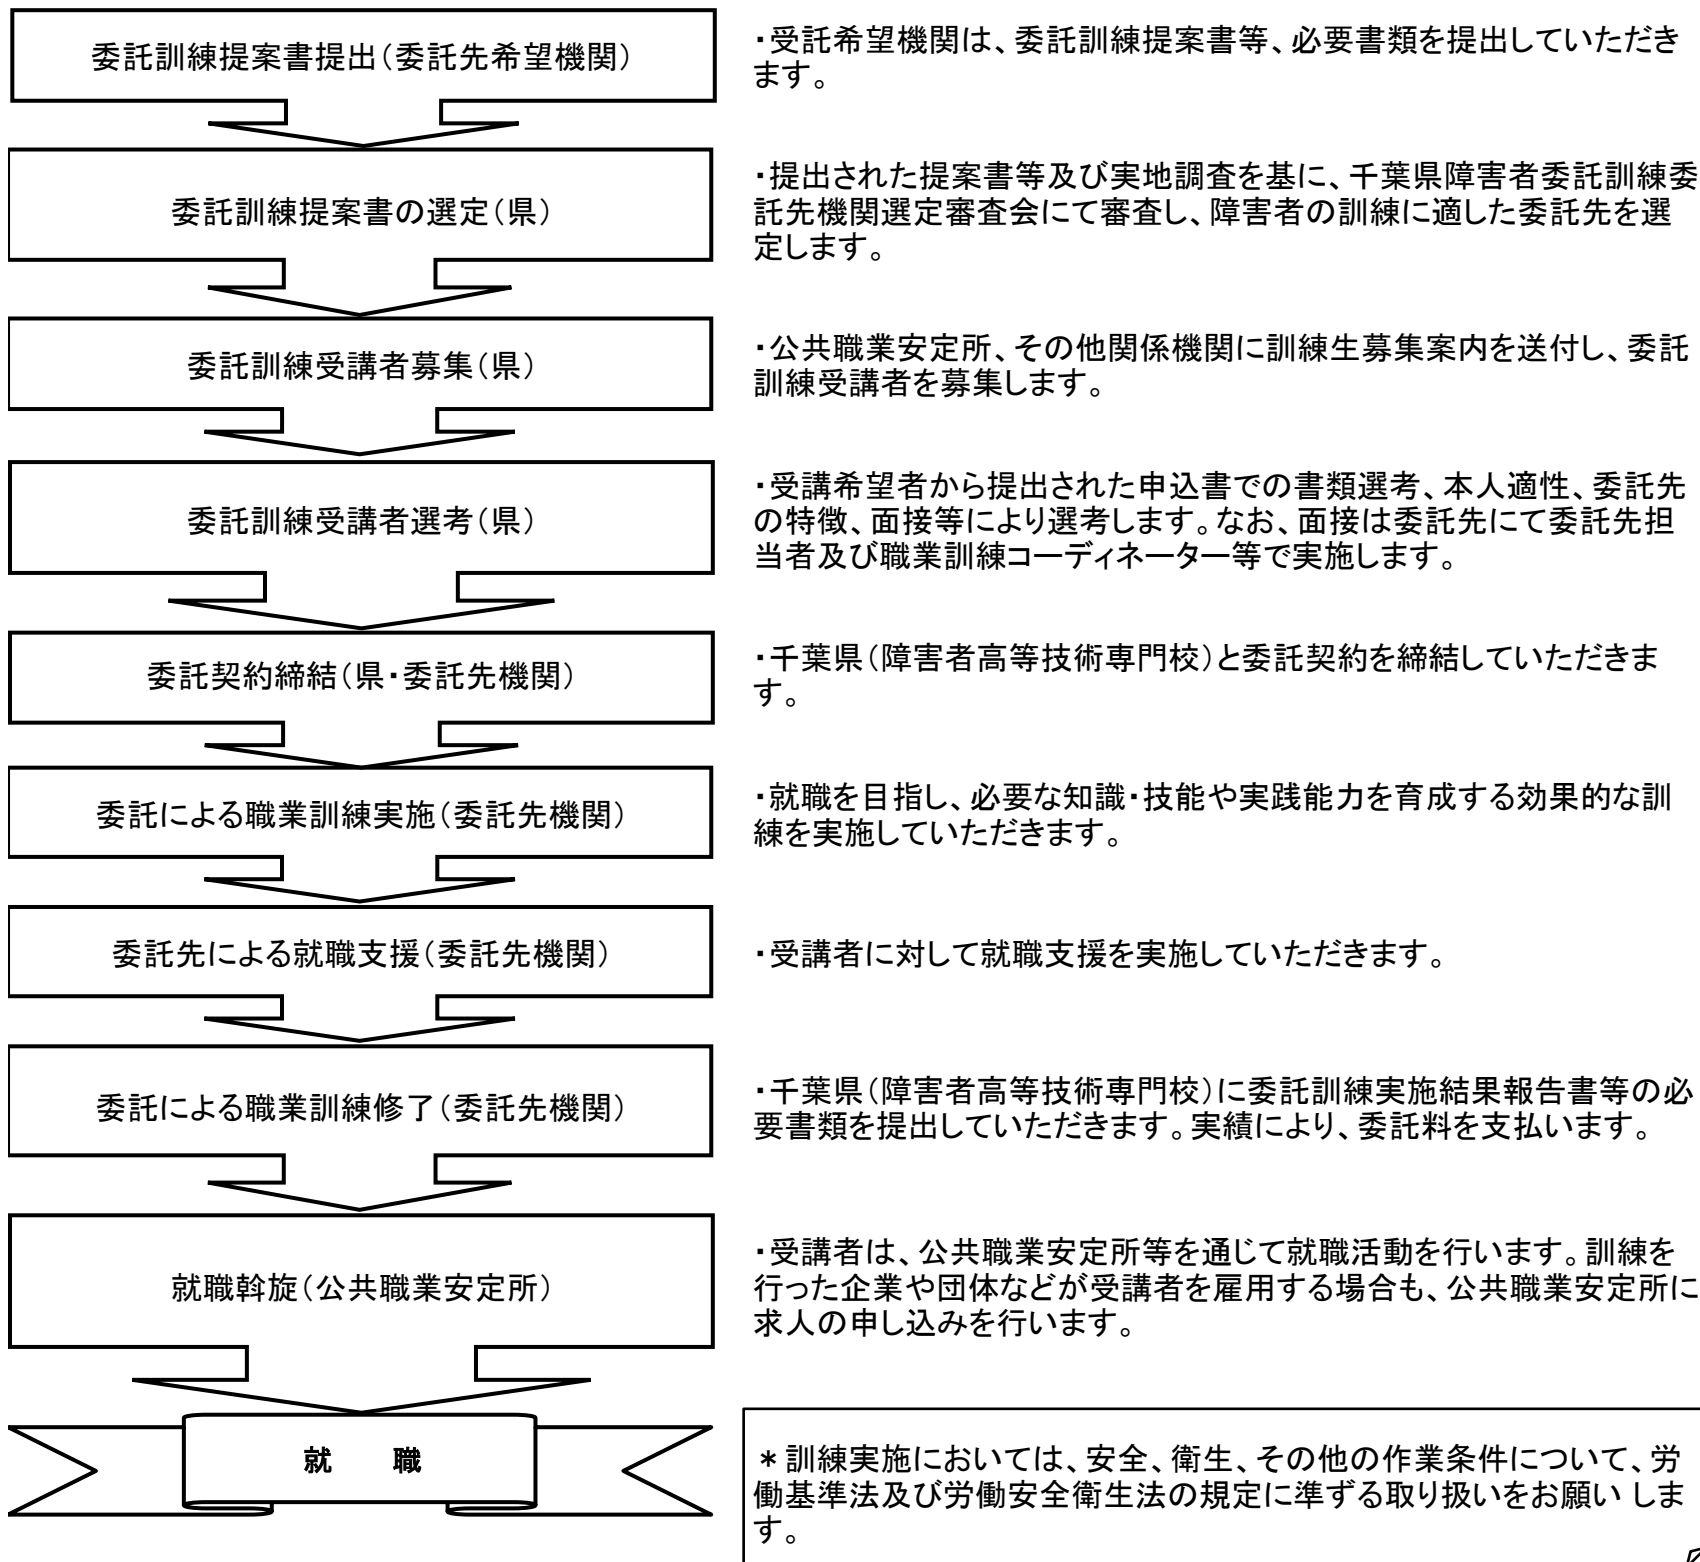 委託訓練提案書提出（委託先希望機関）
・受託希望機関は、委託訓練提案書等、必要書類を提出していただき
ます。
委託訓練提案書の選定（県）
・提出された提案書等及び実地調査を基に、千葉県障害者委託訓練委
託先機関選定審査会にて審査し、障害者の訓練に適した委託先を選
定します。
委託訓練受講者募集（県）
・公共職業安定所、その他関係機関に訓練生募集案内を送付し、委託
訓練受講者を募集します。
委託訓練受講者選考（県）
・受講希望者から提出された申込書での書類選考、本人適性、委託先
の特徴、面接等により選考します。なお、面接は委託先にて委託先担
当者及び職業訓練コーディネーター等で実施します。
委託契約締結（県・委託先機関）
・千葉県（障害者高等技術専門校）と委託契約を締結していただきま
す。
委託による職業訓練実施（委託先機関）
・就職を目指し、必要な知識・技能や実践能力を育成する効果的な訓
練を実施していただきます。
委託先による就職支援（委託先機関）
・受講者に対して就職支援を実施していただきます。
委託による職業訓練修了（委託先機関）
・千葉県（障害者高等技術専門校）に委託訓練実施結果報告書等の必
要書類を提出していただきます。実績により、委託料を支払います。
就職斡旋（公共職業安定所）
・受講者は、公共職業安定所等を通じて就職活動を行います。訓練を
行った企業や団体などが受講者を雇用する場合も、公共職業安定所に
求人の申し込みを行います。
就　　職
＊訓練実施においては、安全、衛生、その他の作業条件について、労
働基準法及び労働安全衛生法の規定に準ずる取り扱いをお願い しま
す。